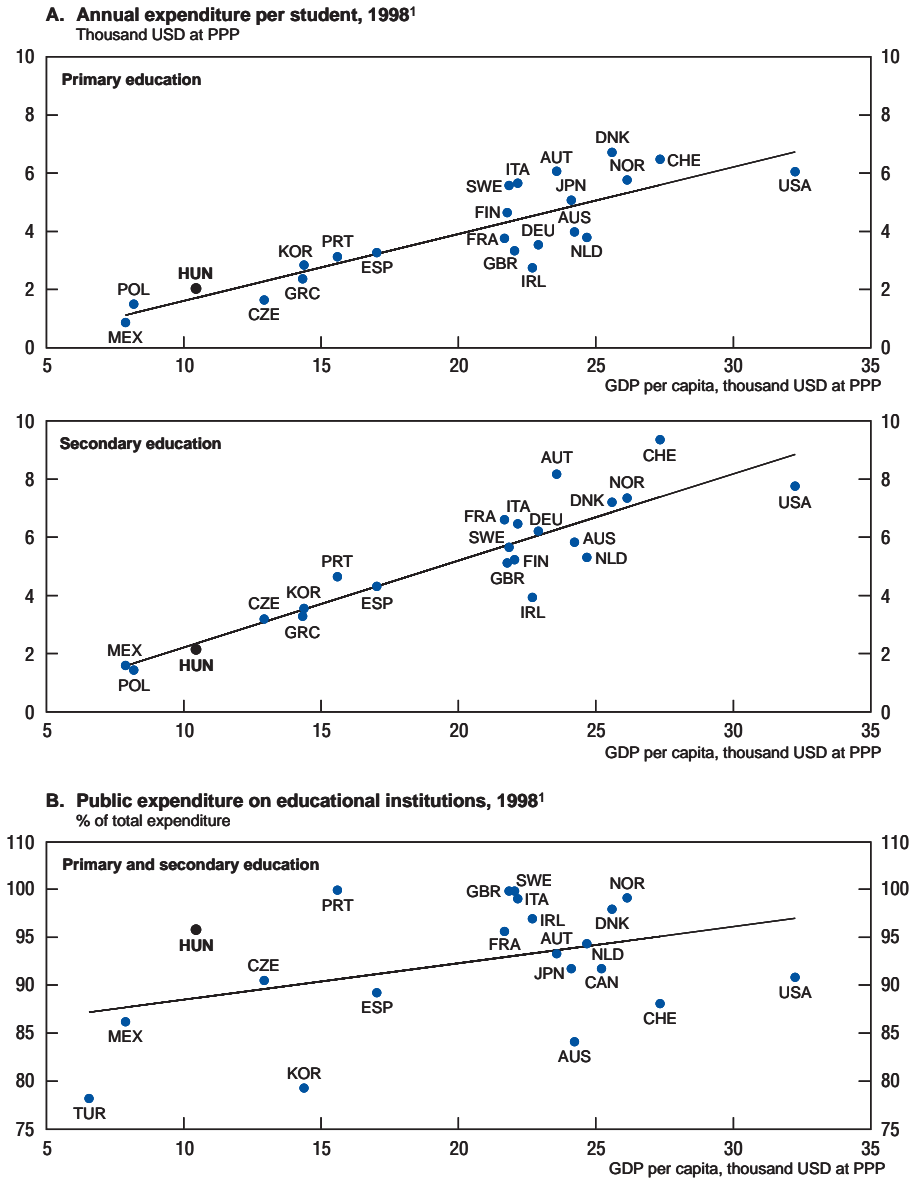 A. Annual expenditure per student, 1998¹
Thousand USD at PPP
10 10
Primary education
8 8
DNK
ITA AUT NOR CHE
6 6
SWE JPN USA
FIN AUS
4 4
FRA DEU
KOR PRT GBR NLD
ESP IRL
HUN
2 POL GRC 2
CZE
MEX
0 0
5 10 15 20 25 30 35
GDP per capita, thousand USD at PPP
10 10
Secondary education
CHE
8 AUT 8
NOR
DNK USA
FRA ITA DEU
6 SWE AUS 6
FIN NLD
PRT GBR
4 KOR ESP 4
CZE IRL
GRC
2 MEX 2
HUN
POL
0 0
5 10 15 20 25 30 35
GDP per capita, thousand USD at PPP
B. Public expenditure on educational institutions, 1998¹
% of total expenditure
110 110
Primary and secondary education
100 SWE NOR 100
GBR ITA
PRT IRL DNK
95 95
HUN FRA AUT
NLD
CZE JPN CAN
90 90
ESP USA
MEX CHE
85 85
AUS
KOR
80 80
TUR
75 75
5 10 15 20 25 30 35
GDP per capita, thousand USD at PPP